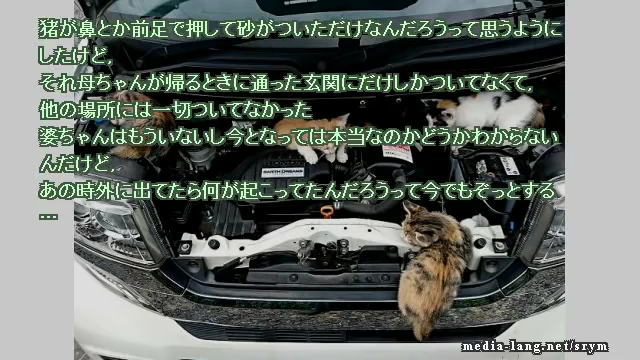 猪が鼻とか前足で押して砂がついただけなんだろうって思うように
したけど,
それ母ちゃんが帰るときに通った玄関にだけしかついてなくて,
他の場所には一切ついてなかった
婆ちゃんはもういないし今となっては本当なのかどうかわからない
んだけど,
あの時外に出てたら何が起こってたんだろうって今でもぞっとする
…
EARTH DREAMS
media-lang.net/srym